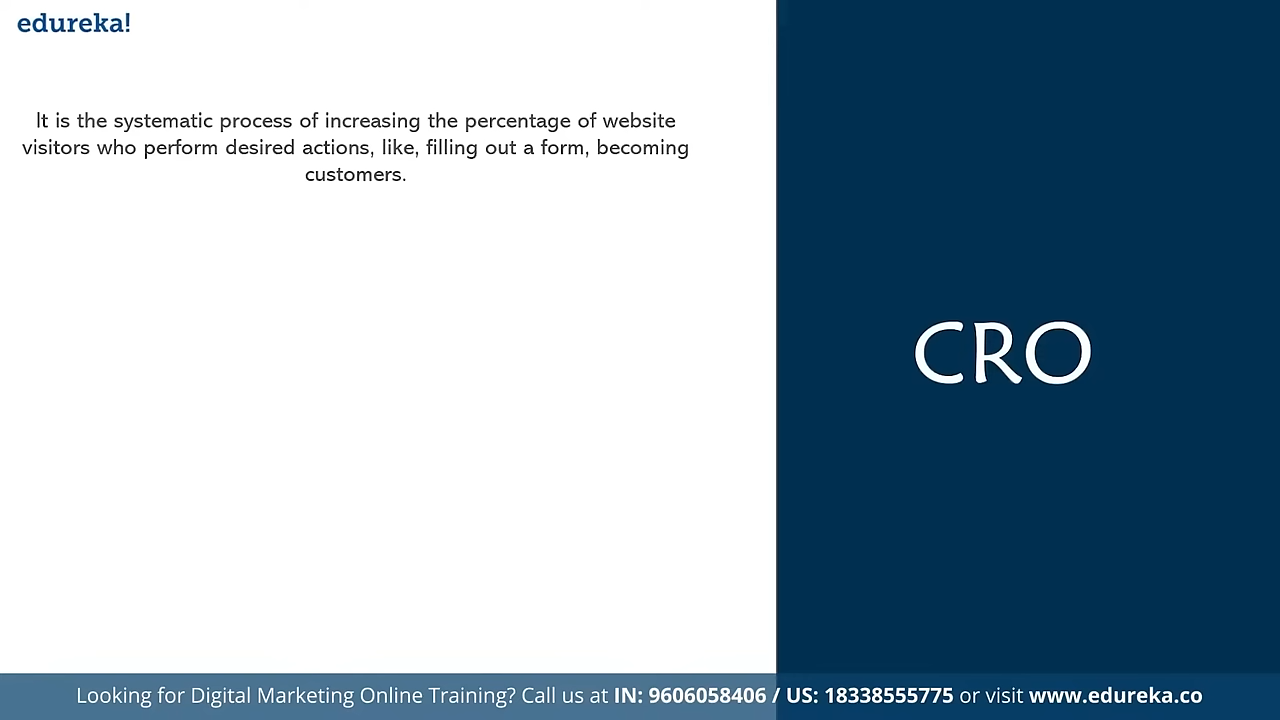 edureka!
It is the systematic process of increasing the percentage of website
visitors who perform desired actions, like, filling out a form, becoming
customers.
CRO
Looking for Digital Marketing Online Training? Call us at IN: 9606058406 / US: 18338555775 or visit www.edureka.co